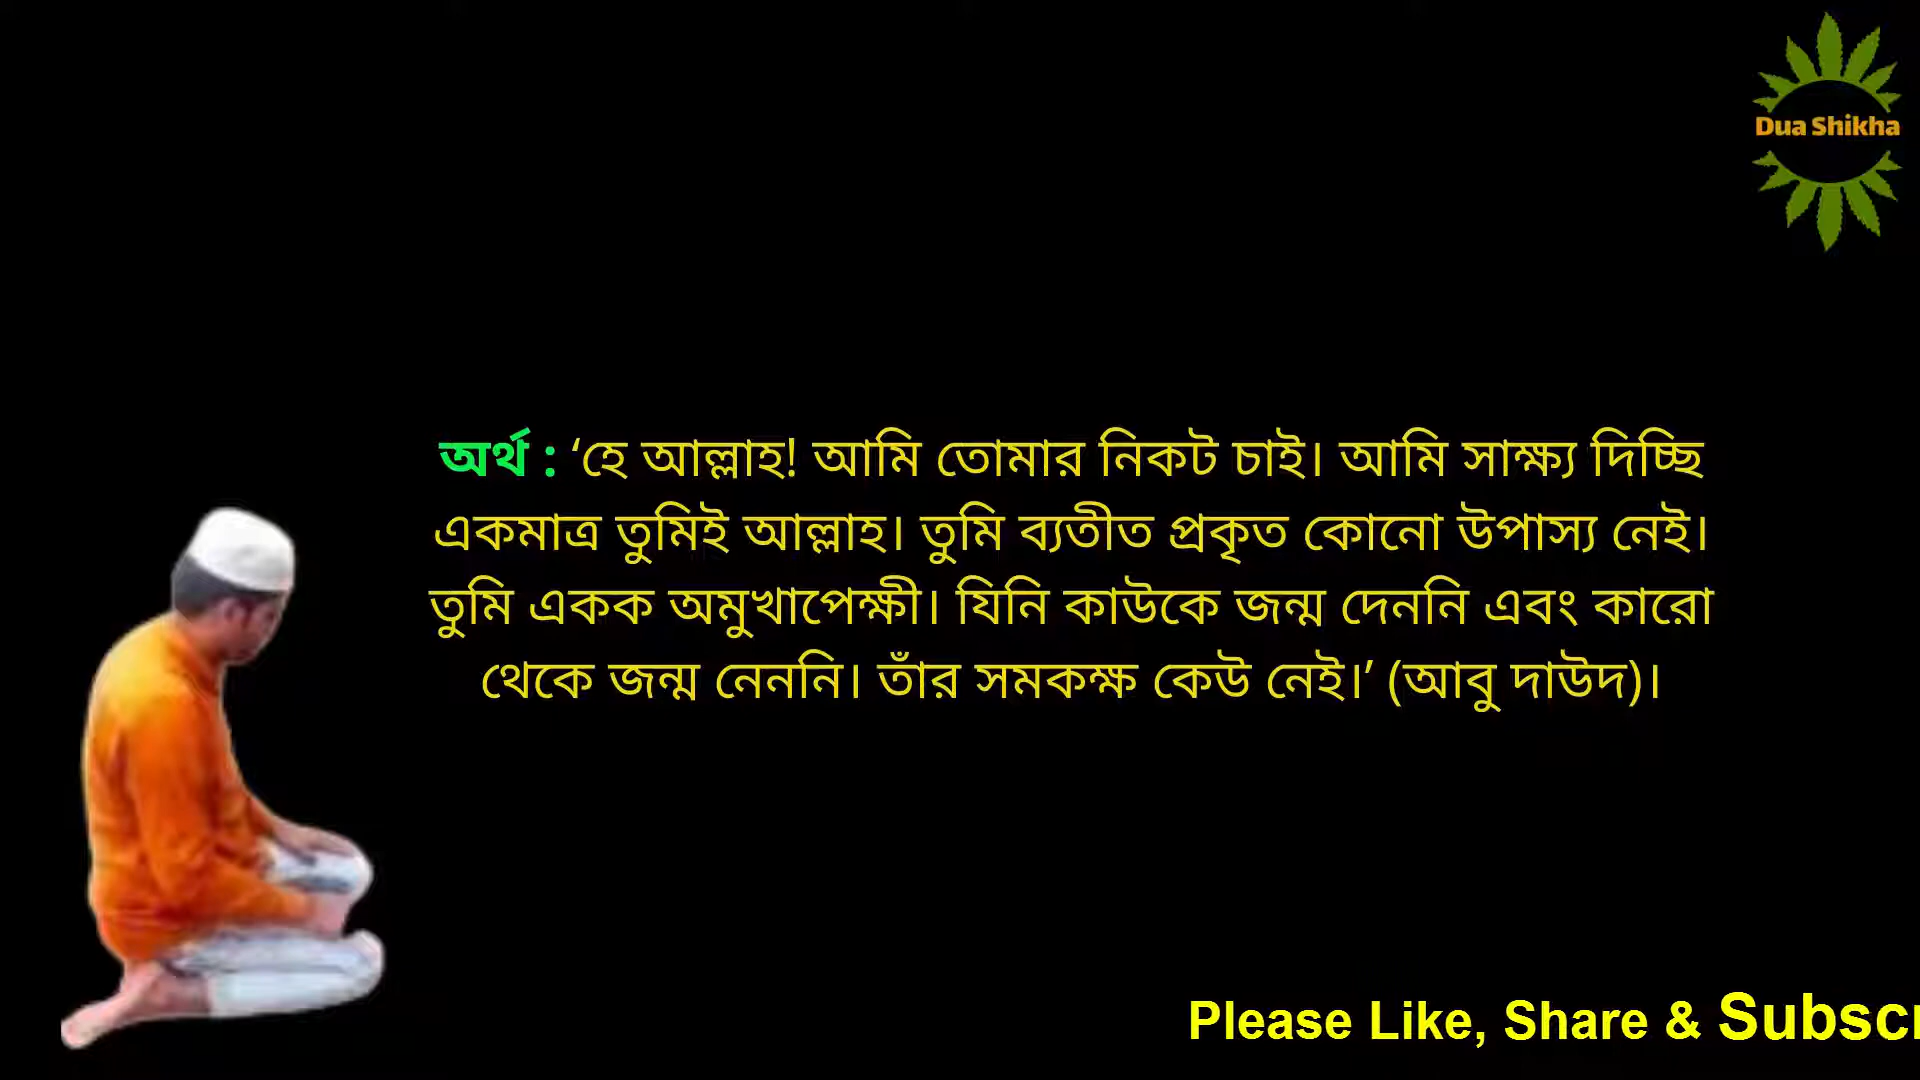 Dua Shikha
অর্থ : ‘হে আল্লাহ! আমি তোমার নিকট চাই। আমি সাক্ষ্য দিচ্ছি
একমাত্র তুমিই আল্লাহ। তুমি ব্যতীত প্রকৃত কোনো উপাস্য নেই।
তুমি একক অমুখাপেক্ষী। যিনি কাউকে জন্ম দেননি এবং কারো
থেকে জন্ম নেননি। তাঁর সমকক্ষ কেউ নেই।’ (আবু দাউদ)।
Please Like, Share & Subscr